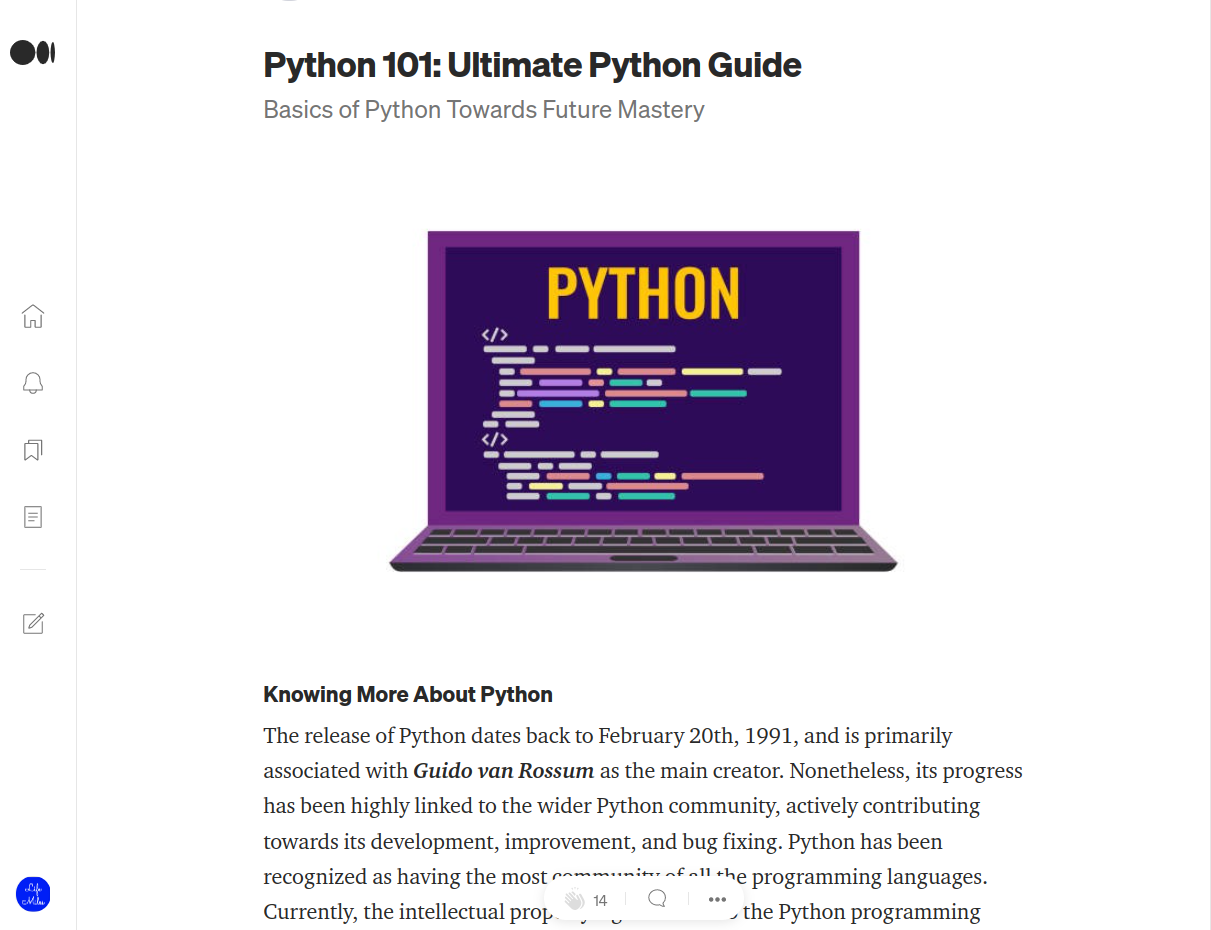 Python 101: Ultimate Python Guide
Basics of Python Towards Future Mastery
PYTHON
</>
</>
Knowing More About Python
The release of Python dates back to February 20th, 1991, and is primarily
associated with Guido van Rossum as the main creator. Nonetheless, its progress
has been highly linked to the wider Python community, actively contributing
towards its development, improvement, and bug fixing. Python has been
recognized as having the most community of all the programming languages.
Currently, the intellectual the Python programming
14
Life
Miles